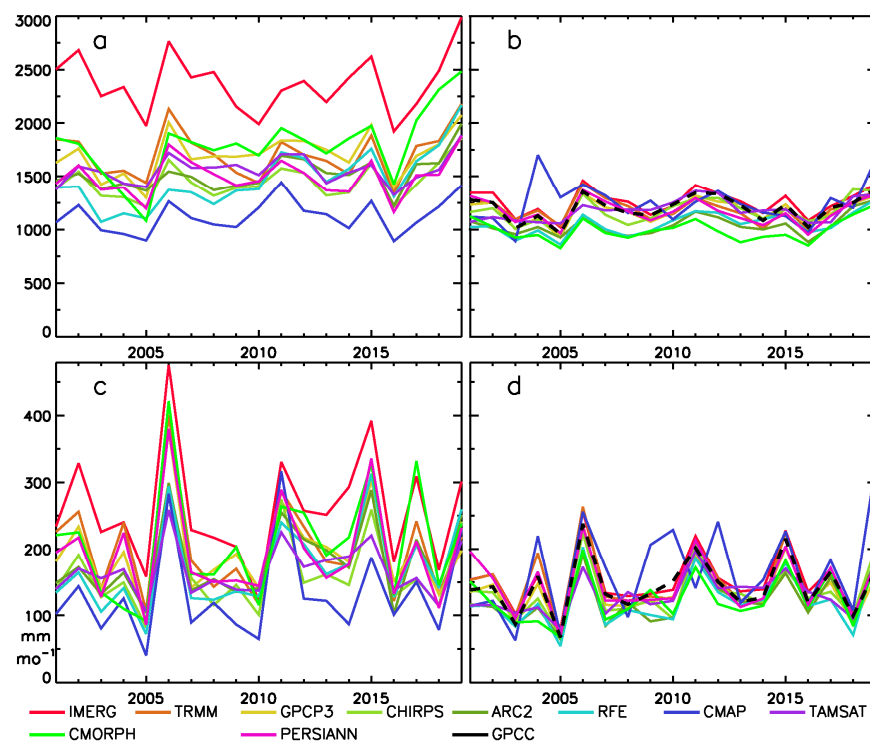 3000
2500
2000
1500
1000
500
0
a
b
2005 2010 2015
2005 2010 2015
400
300
200
100
mm
mo⁻¹
0
c
d
2005 2010 2015
2005 2010 2015
IMERG TRMM GPCP3 CHIRPS ARC2 RFE CMAP TAMSAT
CMORPH PERSIANN GPCC